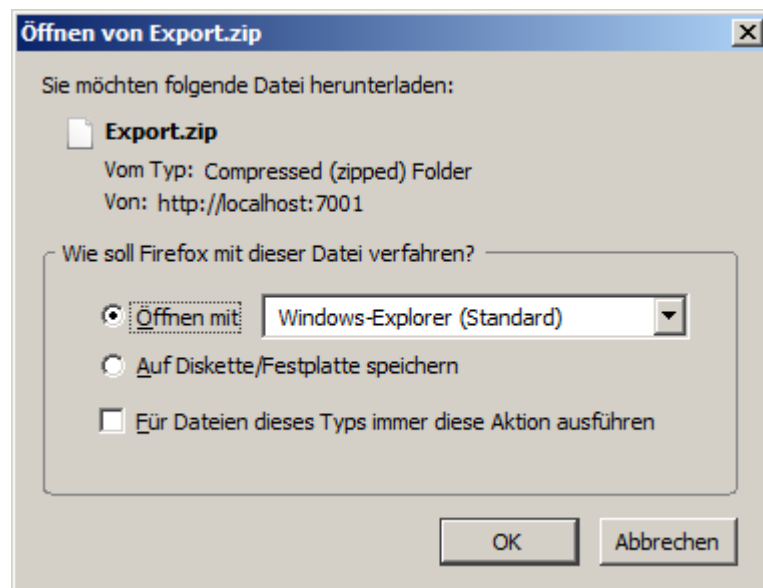 Öffnen von Export.zip
Sie möchten folgende Datei herunterladen:
Export.zip
Vom Typ: Compressed (zipped) Folder
Von: http://localhost:7001
Wie soll Firefox mit dieser Datei verfahren?
Öffnen mit Windows-Explorer (Standard)
Auf Diskette/Festplatte speichern
Für Dateien dieses Typs immer diese Aktion ausführen
OK Abbrechen